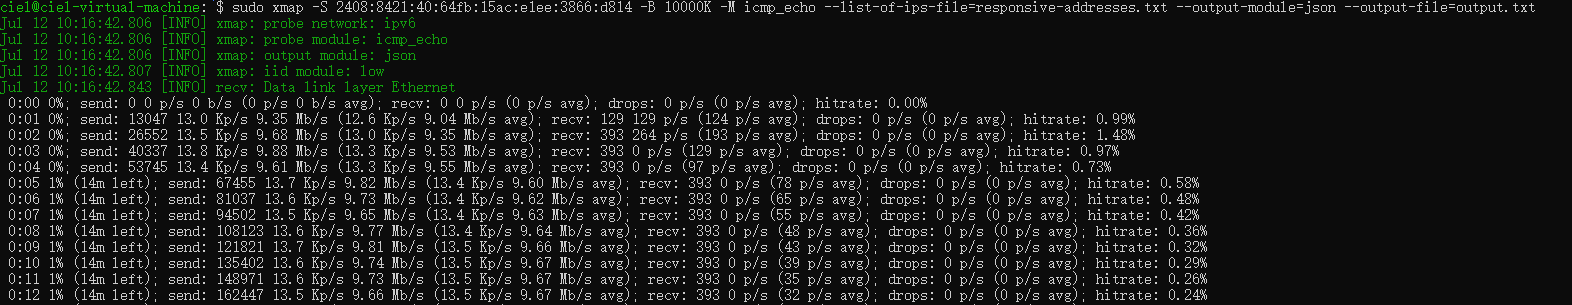 ciel@ciel-virtual-machine: $ sudo xmap -S 2408:8421:40:64fb:15ac:e1ee:3866:d814 -B 10000K -M icmp_echo --list-of-ips-file=responsive-addresses.txt --output-module=json --output-file=output.txt
Jul 12 10:16:42.806 [INFO] xmap: probe network: ipv6
Jul 12 10:16:42.806 [INFO] xmap: probe module: icmp_echo
Jul 12 10:16:42.806 [INFO] xmap: output module: json
Jul 12 10:16:42.807 [INFO] xmap: iid module: low
Jul 12 10:16:42.843 [INFO] recv: Data link layer Ethernet
0:00 0%; send: 0 0 p/s 0 b/s (0 p/s 0 b/s avg); recv: 0 0 p/s (0 p/s avg); drops: 0 p/s (0 p/s avg); hitrate: 0.00%
0:01 0%; send: 13047 13.0 Kp/s 9.35 Mb/s (12.6 Kp/s 9.04 Mb/s avg); recv: 129 129 p/s (124 p/s avg); drops: 0 p/s (0 p/s avg); hitrate: 0.99%
0:02 0%; send: 26552 13.5 Kp/s 9.68 Mb/s (13.0 Kp/s 9.35 Mb/s avg); recv: 393 264 p/s (193 p/s avg); drops: 0 p/s (0 p/s avg); hitrate: 1.48%
0:03 0%; send: 40337 13.8 Kp/s 9.88 Mb/s (13.3 Kp/s 9.53 Mb/s avg); recv: 393 0 p/s (129 p/s avg); drops: 0 p/s (0 p/s avg); hitrate: 0.97%
0:04 0%; send: 53745 13.4 Kp/s 9.61 Mb/s (13.3 Kp/s 9.55 Mb/s avg); recv: 393 0 p/s (97 p/s avg); drops: 0 p/s (0 p/s avg); hitrate: 0.73%
0:05 1% (14m left); send: 67455 13.7 Kp/s 9.82 Mb/s (13.4 Kp/s 9.60 Mb/s avg); recv: 393 0 p/s (78 p/s avg); drops: 0 p/s (0 p/s avg); hitrate: 0.58%
0:06 1% (14m left); send: 81037 13.6 Kp/s 9.73 Mb/s (13.4 Kp/s 9.62 Mb/s avg); recv: 393 0 p/s (65 p/s avg); drops: 0 p/s (0 p/s avg); hitrate: 0.48%
0:07 1% (14m left); send: 94502 13.5 Kp/s 9.65 Mb/s (13.4 Kp/s 9.63 Mb/s avg); recv: 393 0 p/s (55 p/s avg); drops: 0 p/s (0 p/s avg); hitrate: 0.42%
0:08 1% (14m left); send: 108123 13.6 Kp/s 9.77 Mb/s (13.4 Kp/s 9.64 Mb/s avg); recv: 393 0 p/s (48 p/s avg); drops: 0 p/s (0 p/s avg); hitrate: 0.36%
0:09 1% (14m left); send: 121821 13.7 Kp/s 9.81 Mb/s (13.5 Kp/s 9.66 Mb/s avg); recv: 393 0 p/s (43 p/s avg); drops: 0 p/s (0 p/s avg); hitrate: 0.32%
0:10 1% (14m left); send: 135402 13.6 Kp/s 9.74 Mb/s (13.5 Kp/s 9.67 Mb/s avg); recv: 393 0 p/s (39 p/s avg); drops: 0 p/s (0 p/s avg); hitrate: 0.29%
0:11 1% (14m left); send: 148971 13.6 Kp/s 9.73 Mb/s (13.5 Kp/s 9.67 Mb/s avg); recv: 393 0 p/s (35 p/s avg); drops: 0 p/s (0 p/s avg); hitrate: 0.26%
0:12 1% (14m left); send: 162447 13.5 Kp/s 9.66 Mb/s (13.5 Kp/s 9.67 Mb/s avg); recv: 393 0 p/s (32 p/s avg); drops: 0 p/s (0 p/s avg); hitrate: 0.24%